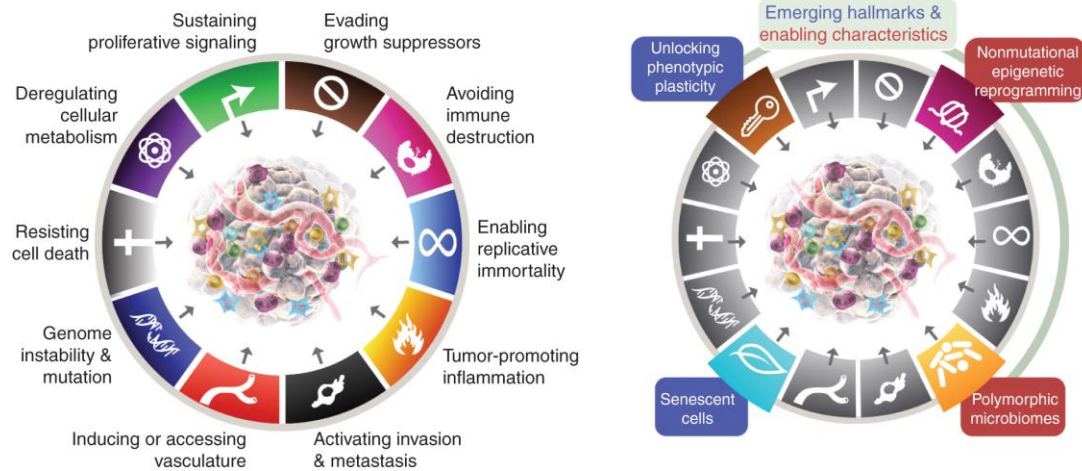 Sustaining
proliferative signaling
Evading
growth suppressors
Deregulating
cellular
metabolism
Avoiding
immune
destruction
Resisting
cell death
Enabling
replicative
immortality
Genome
instability &
mutation
Tumor-promoting
inflammation
Inducing or accessing
vasculature
Activating invasion
& metastasis
Emerging hallmarks &
enabling characteristics
Unlocking
phenotypic
plasticity
Nonmutational
epigenetic
reprogramming
Senescent
cells
Polymorphic
microbiomes